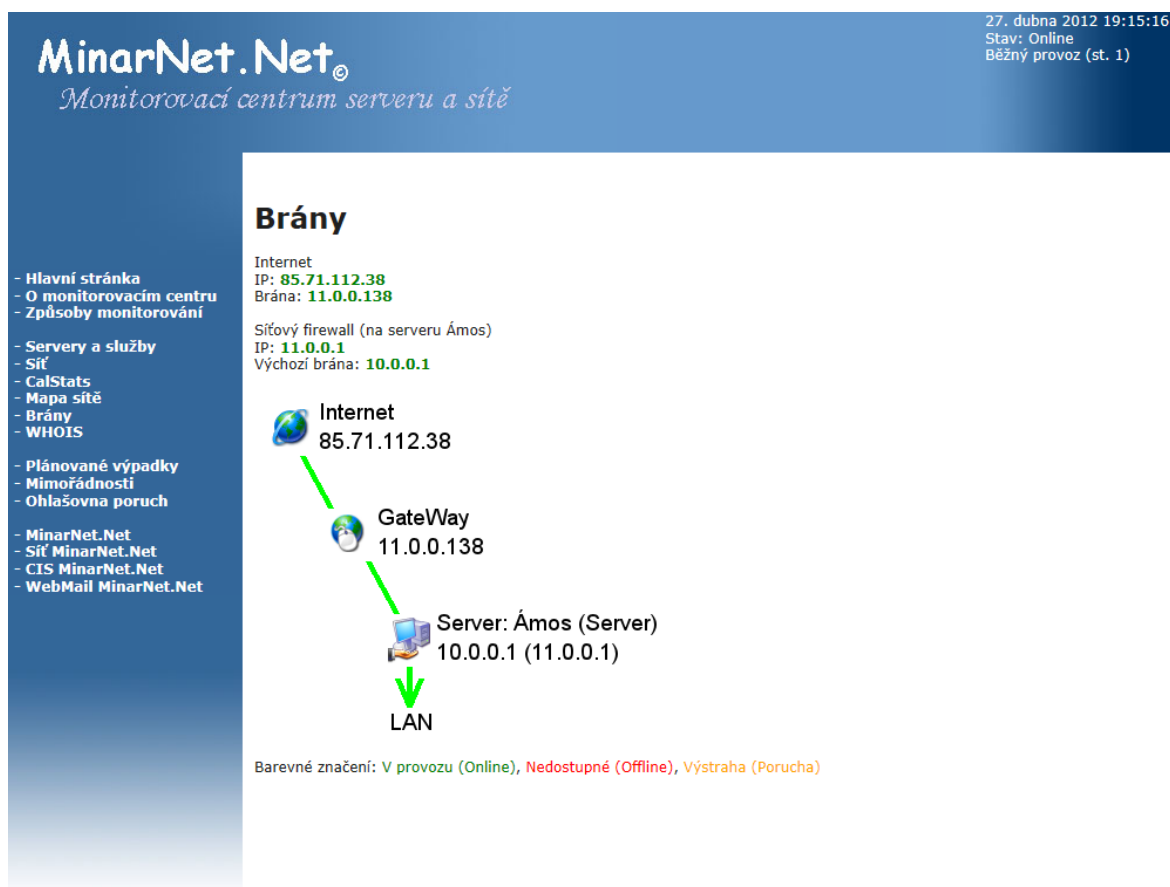 27. dubna 2012 19:15:16
Stav: Online
Běžný provoz (st. 1)
MinarNet.Net©
Monitorovací centrum serveru a sítě
- Hlavní stránka
- O monitorovacím centru
- Způsoby monitorování
- Servery a služby
- Síť
- CalStats
- Mapa sítě
- Brány
- WHOIS
- Plánované výpadky
- Mimořádnosti
- Ohlašovna poruch
- MinarNet.Net
- Síť MinarNet.Net
- CIS MinarNet.Net
- WebMail MinarNet.Net
Brány
Internet
IP: 85.71.112.38
Brána: 11.0.0.138
Síťový firewall (na serveru Ámos)
IP: 11.0.0.1
Výchozí brána: 10.0.0.1
Internet
85.71.112.38
GateWay
11.0.0.138
Server: Ámos (Server)
10.0.0.1 (11.0.0.1)
LAN
Barevné značení: V provozu (Online), Nedostupné (Offline), Výstraha (Porucha)